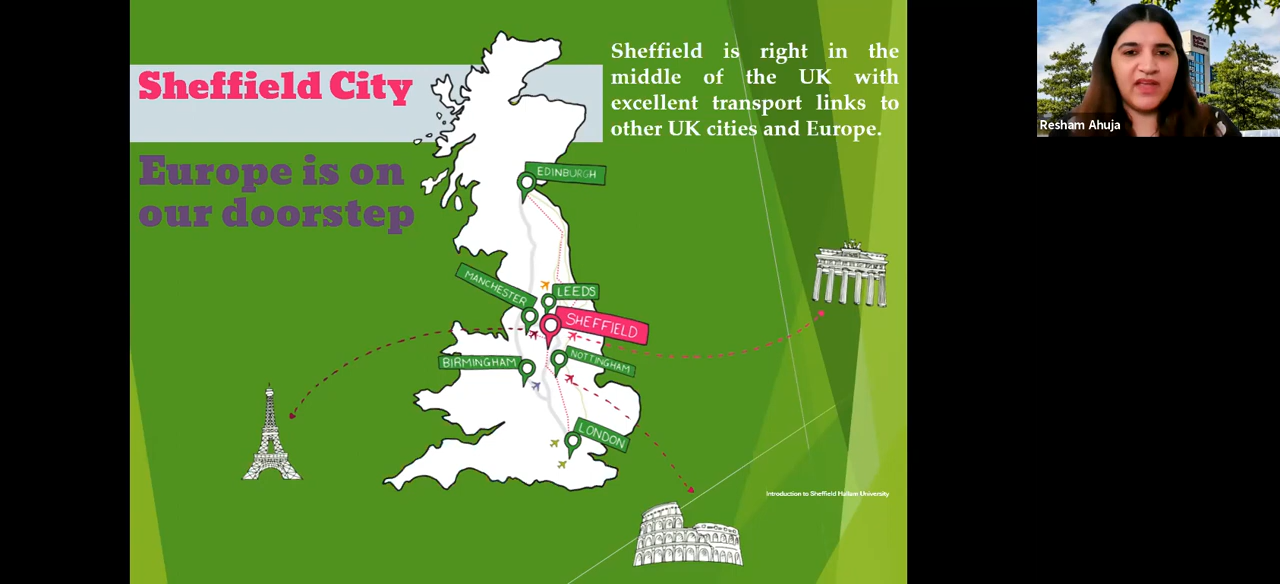 Sheffield City
Europe is on
our doorstep
Sheffield is right in the
middle of the UK with
excellent transport links to
other UK cities and Europe.
EDINBURGH
MANCHESTER
LEEDS
SHEFFIELD
BIRMINGHAM
NOTTINGHAM
LONDON
Introduction to Sheffield Hallam University
Resham Ahuja